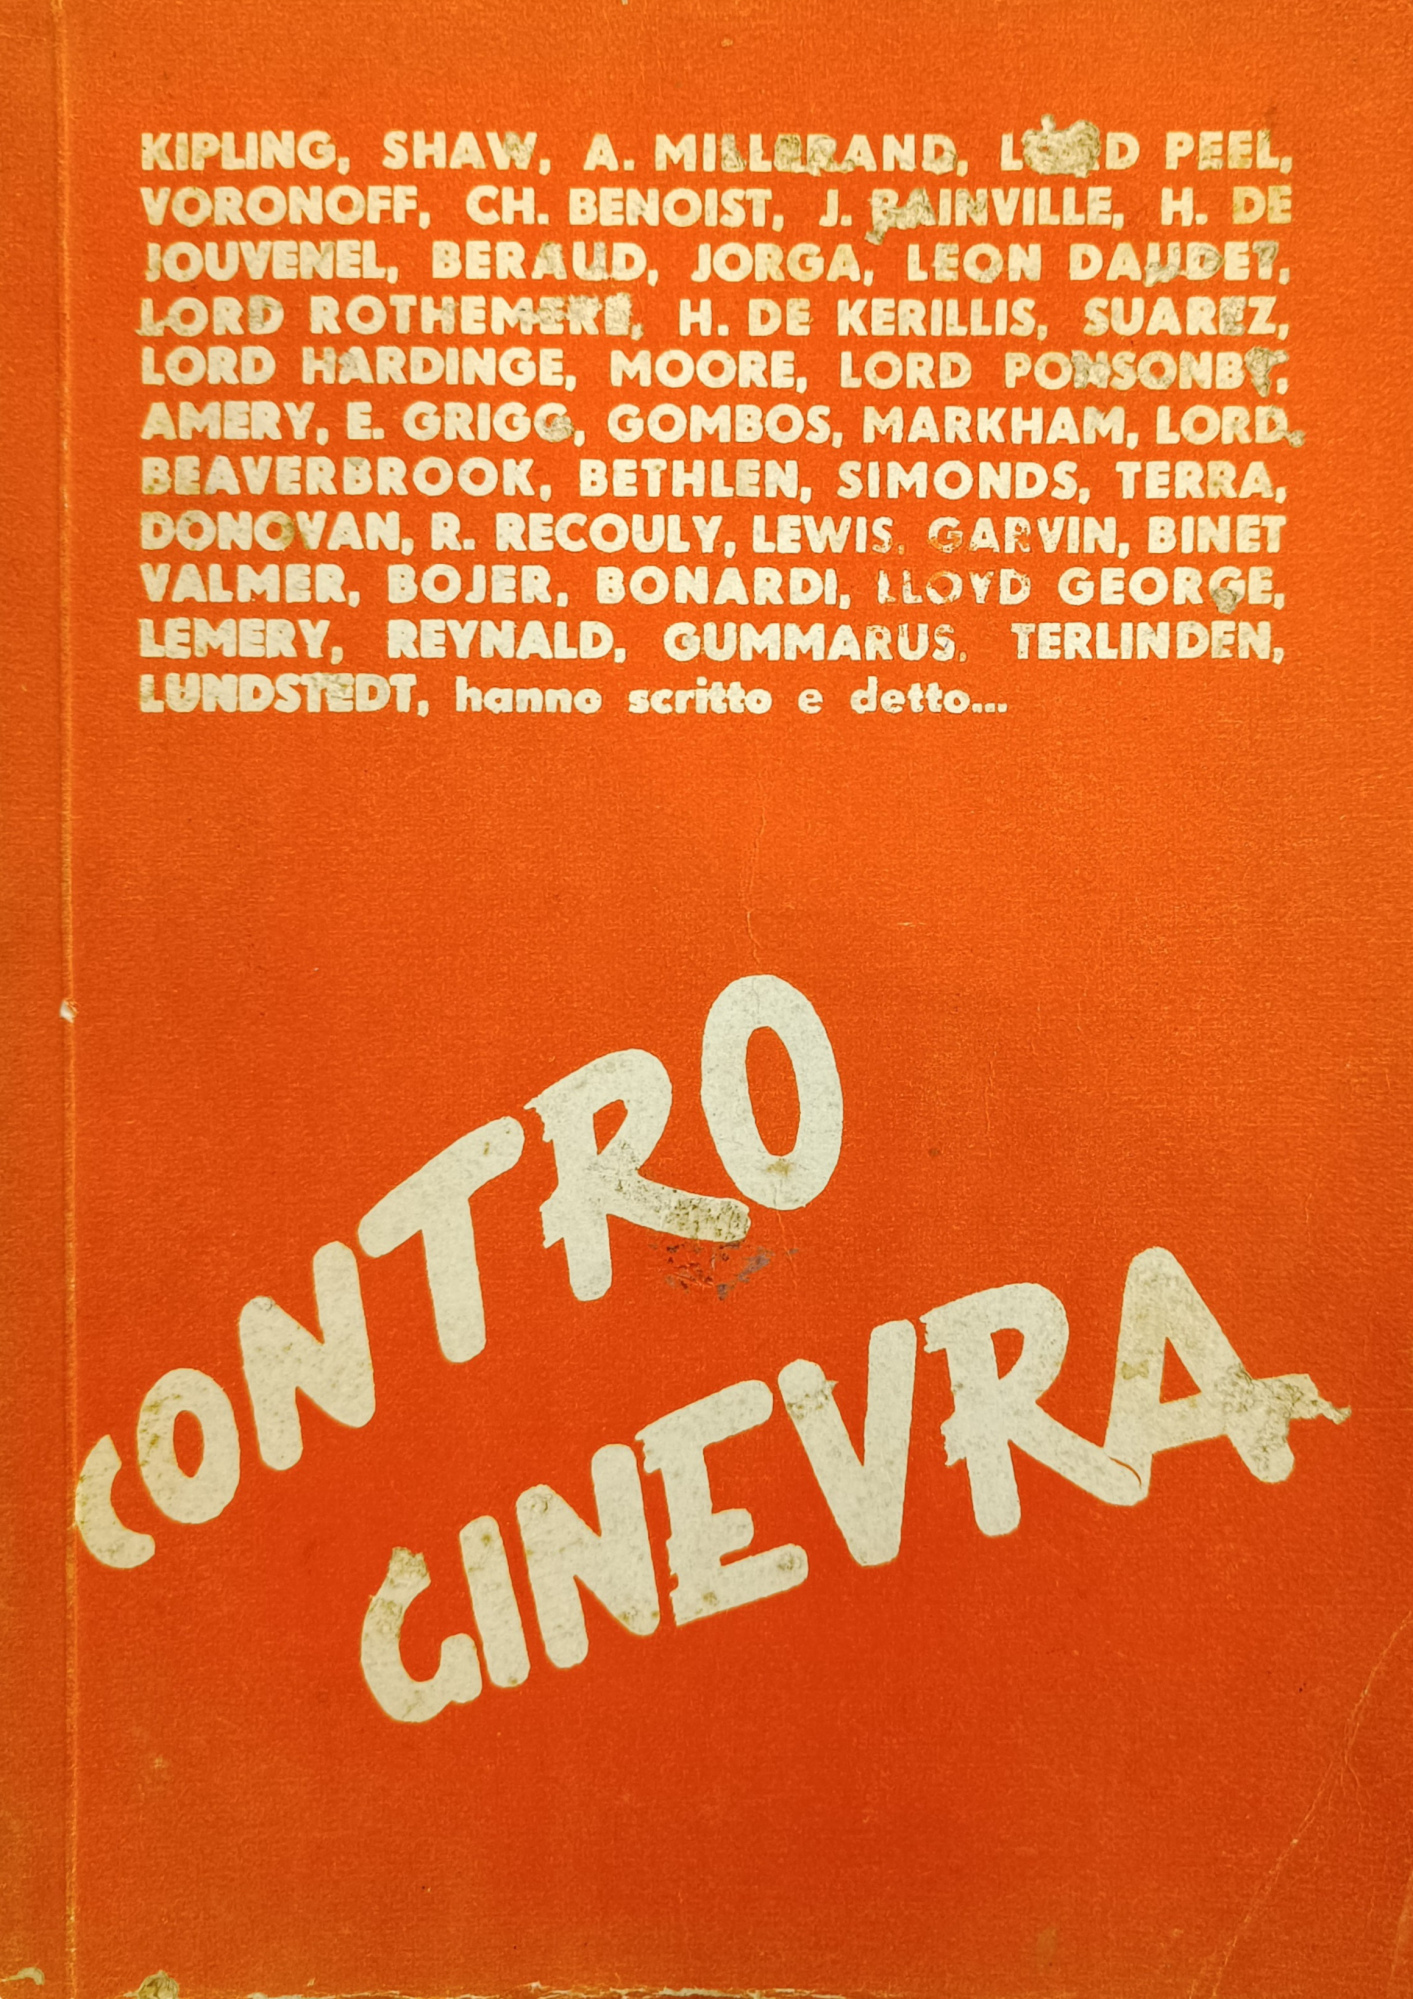 KIPLING, SHAW, A. MILLERAND, LORD PEEL,
VORONOFF, CH. BENOIST, J. BAINVILLE, H. DE
JOUVENEL, BERAUD, JORGA, LEON DAUDET,
LORD ROTHEMERE, H. DE KERILLIS, SUAREZ,
LORD HARDINGE, MOORE, LORD PONSONBY,
AMERY, E. GRIGG, GOMBOS, MARKHAM, LORD
BEAVERBROOK, BETHLEN, SIMONDS, TERRA,
DONOVAN, R. RECOULY, LEWIS, GARVIN, BINET
VALMER, BOJER, BONARDI, LLOYD GEORGE,
LEMERY, REYNALD, GUMMARUS, TERLINDEN,
LUNDSTEDT, hanno scritto e detto...
CONTRO
GINEVRA